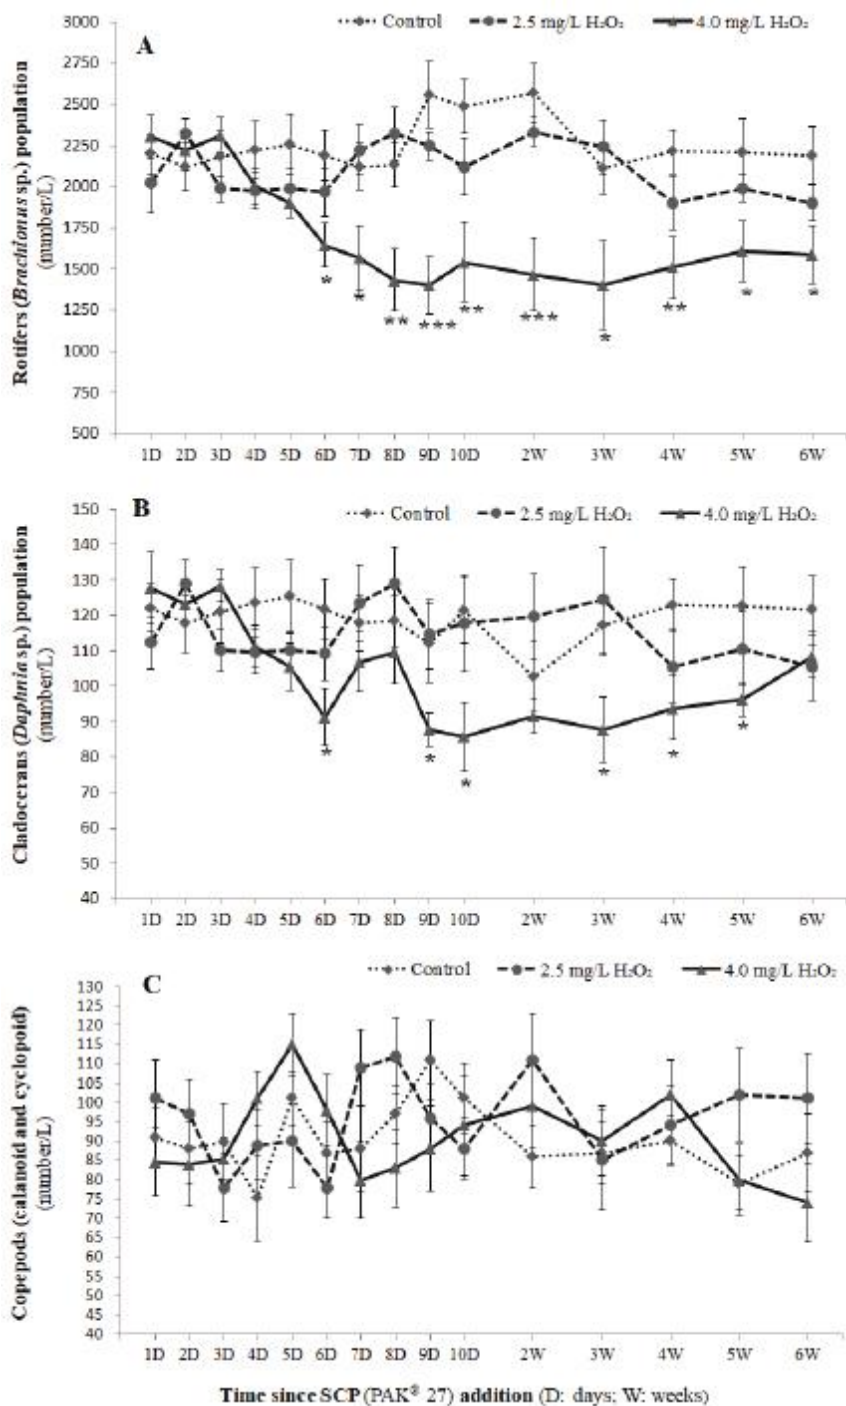 A
Control 2.5 mg/L H₂O₂ 4.0 mg/L H₂O₂
Rotifers (Brachionus sp.) population
(number/L)
3000
2750
2500
2250
2000
1750
1500
1250
1000
750
500
* * ** *** ** *** * ** * *
1D 2D 3D 4D 5D 6D 7D 8D 9D 10D 2W 3W 4W 5W 6W
B
Control 2.5 mg/L H₂O₂ 4.0 mg/L H₂O₂
Cladocerans (Daphnia sp.) population
(number/L)
150
140
130
120
110
100
90
80
70
60
50
40
* * * * * *
1D 2D 3D 4D 5D 6D 7D 8D 9D 10D 2W 3W 4W 5W 6W
C
Control 2.5 mg/L H₂O₂ 4.0 mg/L H₂O₂
Copepods (calanoid and cyclopoid)
(number/L)
130
125
120
115
110
105
100
95
90
85
80
75
70
65
60
55
50
45
40
1D 2D 3D 4D 5D 6D 7D 8D 9D 10D 2W 3W 4W 5W 6W
Time since SCP (PAK® 27) addition (D: days; W: weeks)